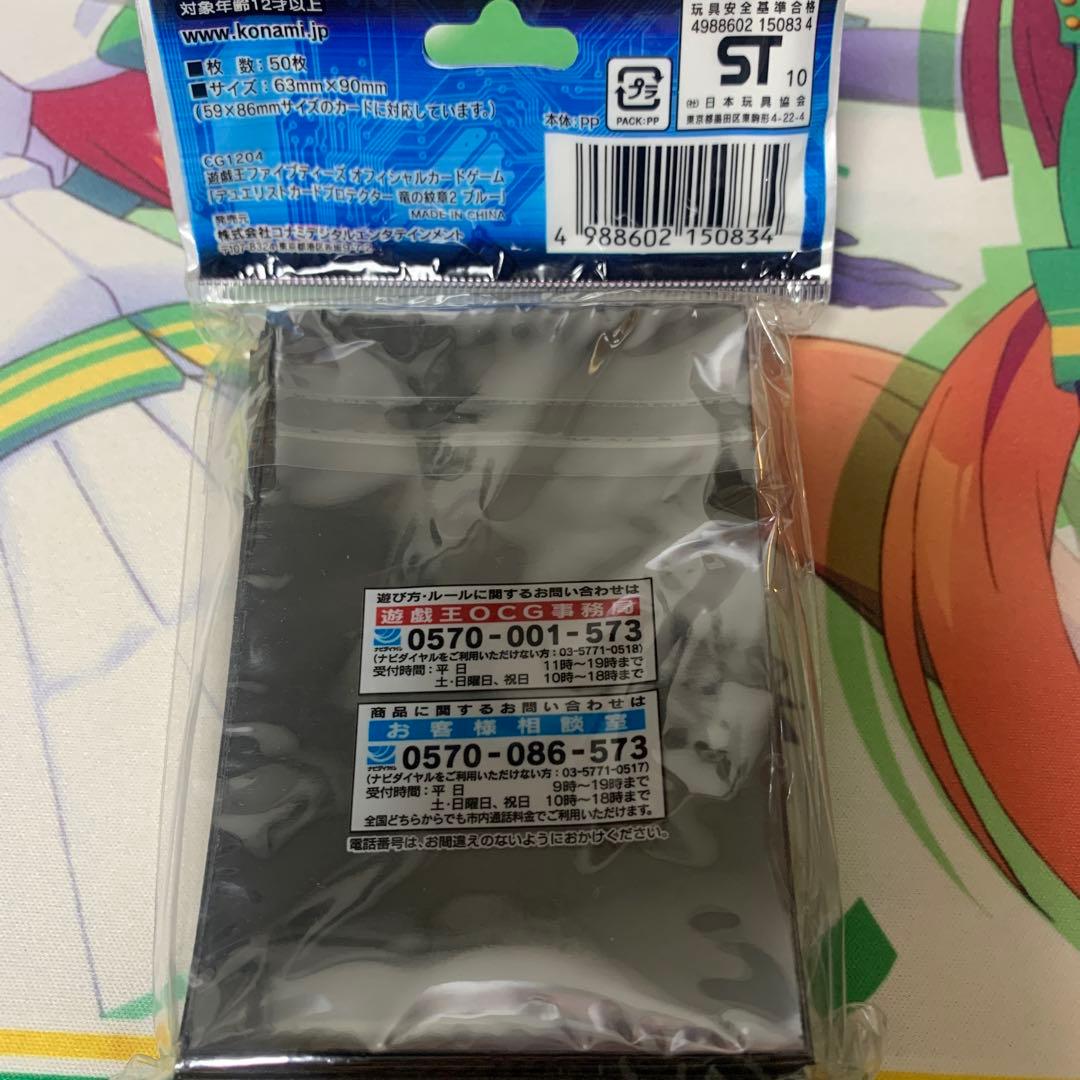 対象年齢12才以上
www.konami.jp
■枚 数:50枚
■サイズ:63mm×90mm
(59×86mmサイズのカードに対応しています。)
CG1204
遊戯王ファイブディーズ オフィシャルカードゲーム
「デュエリストカードプロテクター 竜の紋章2 ブルー」
MADE IN CHINA
発売元
株式会社コナミデジタルエンタテインメント
プラ
PACK:PP
本体:PP
玩具安全基準合格
4988602 15083 4
ST 10
(社)日本玩具協会
東京都墨田区東駒形4-22-4
4 988602 150834
遊び方・ルールに関するお問い合わせは
遊戯王OCG事務局
ナビダイヤル 0570-001-573
(ナビダイヤルをご利用いただけない方:03-5771-0518)
受付時間:平日 11時~19時まで
土・日曜日、祝日 10時~18時まで
商品に関するお問い合わせは
お客様相談室
ナビダイヤル 0570-086-573
(ナビダイヤルをご利用いただけない方:03-5771-0517)
受付時間:平日 9時~19時まで
土・日曜日、祝日 10時~18時まで
全国どちらからでも市内通話料金でご利用いただけます。
電話番号は、お間違えのないようにおかけください。